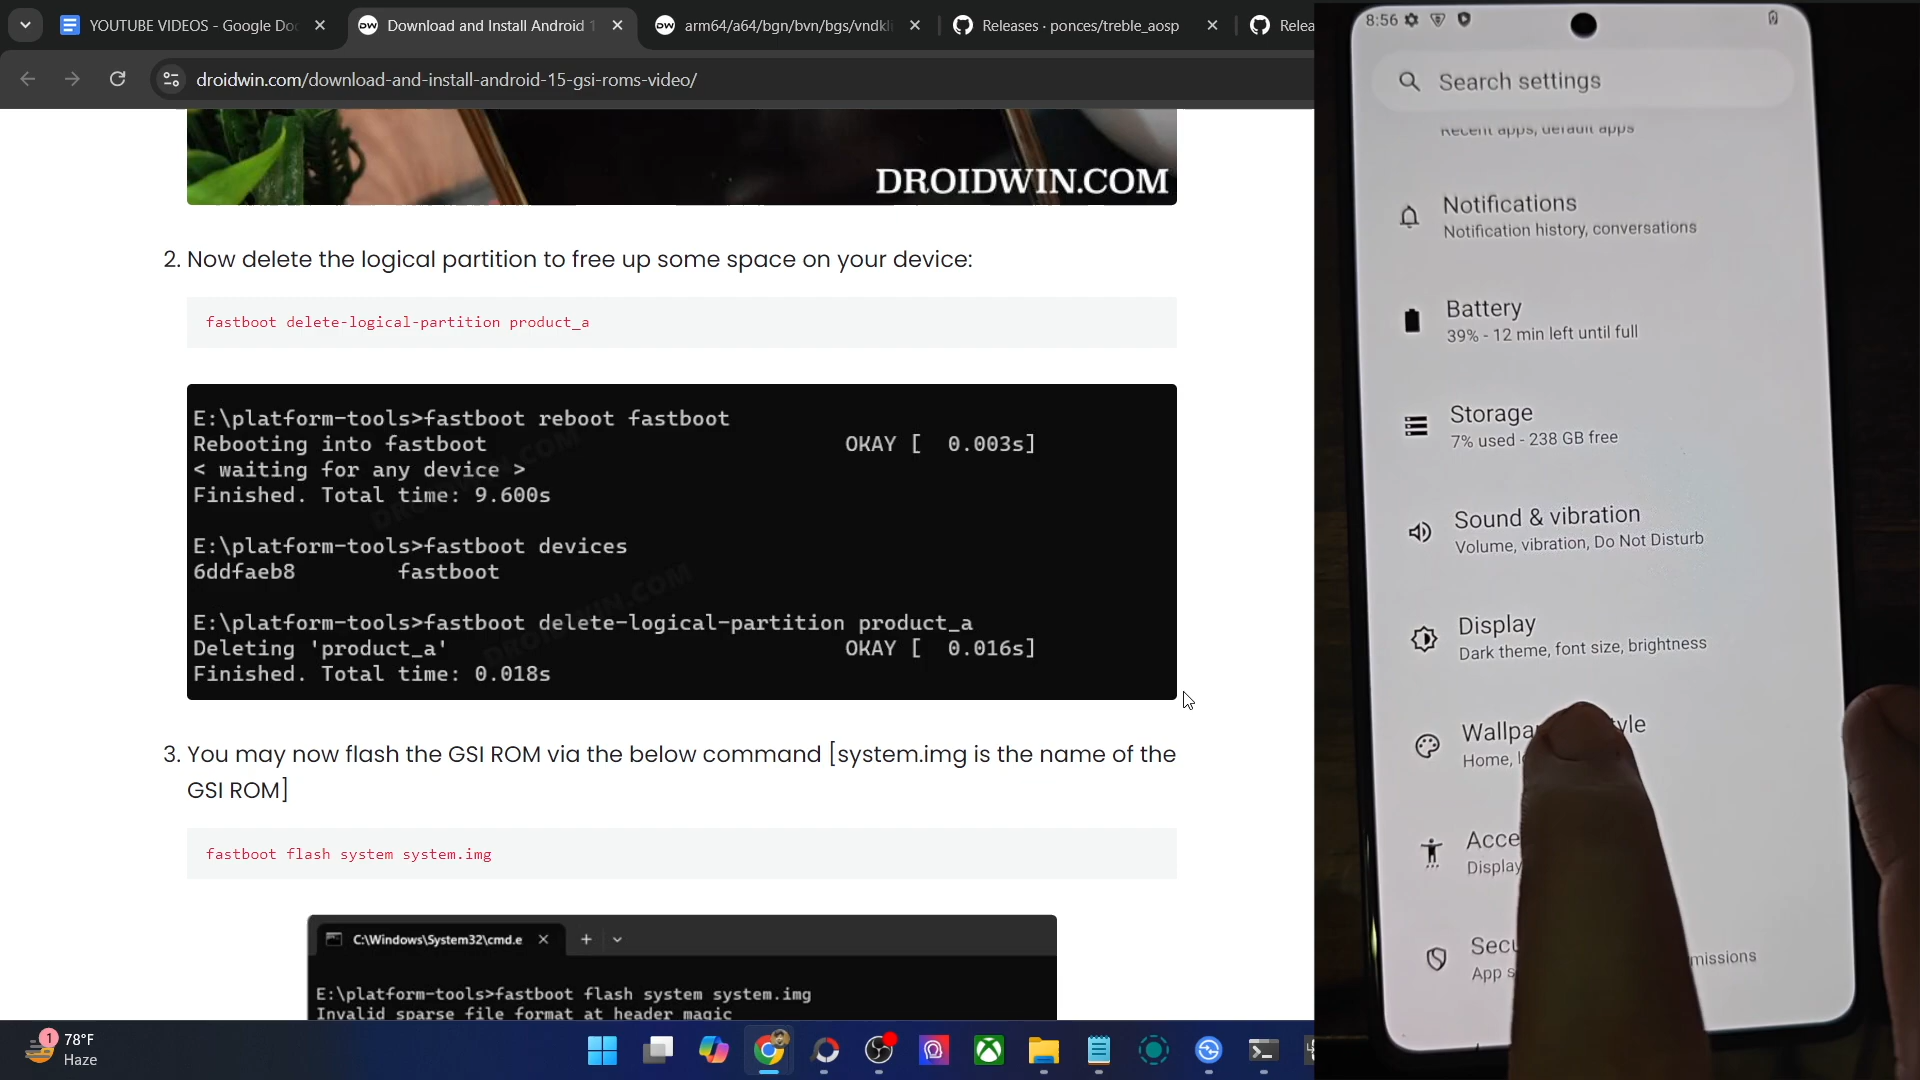 YOUTUBE VIDEOS - Google Do
Download and Install Android 1
arm64/a64/bgn/bvn/bgs/vndkli
Releases · ponces/treble_aosp
Relea
droidwin.com/download-and-install-android-15-gsi-roms-video/
DROIDWIN.COM
2. Now delete the logical partition to free up some space on your device:
fastboot delete-logical-partition product_a
E:\platform-tools>fastboot reboot fastboot
Rebooting into fastboot OKAY [ 0.003s]
< waiting for any device >
Finished. Total time: 9.600s
E:\platform-tools>fastboot devices
6ddfaeb8 fastboot
E:\platform-tools>fastboot delete-logical-partition product_a
Deleting 'product_a' OKAY [ 0.016s]
Finished. Total time: 0.018s
DROIDWIN.COM
DROIDWIN.COM
3. You may now flash the GSI ROM via the below command [system.img is the name of the
GSI ROM]
fastboot flash system system.img
C:\Windows\System32\cmd.e
E:\platform-tools>fastboot flash system system.img
Invalid sparse file format at header magic
1
78°F
Haze
8:56
Search settings
Recent apps, default apps
Notifications
Notification history, conversations
Battery
39% - 12 min left until full
Storage
7% used - 238 GB free
Sound & vibration
Volume, vibration, Do Not Disturb
Display
Dark theme, font size, brightness
Wallpa yle
Home, l
Acce
Display
Secu
App s missions